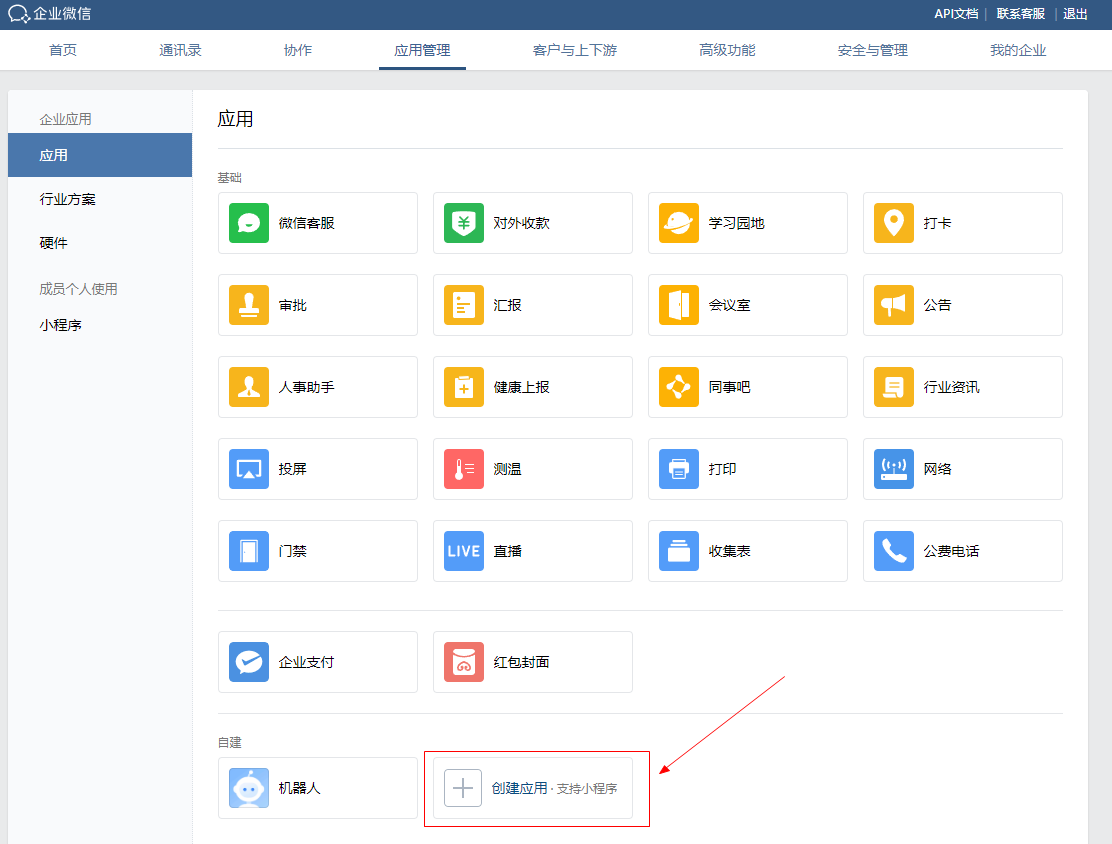 企业微信
API文档 | 联系客服 | 退出
首页 通讯录 协作 应用管理 客户与上下游 高级功能 安全与管理 我的企业
企业应用
应用
行业方案
硬件
成员个人使用
小程序
应用
基础
微信客服 对外收款 学习园地 打卡
审批 汇报 会议室 公告
人事助手 健康上报 同事吧 行业资讯
投屏 测温 打印 网络
门禁 LIVE 直播 收集表 公费电话
企业支付 红包封面
自建
机器人 创建应用 · 支持小程序